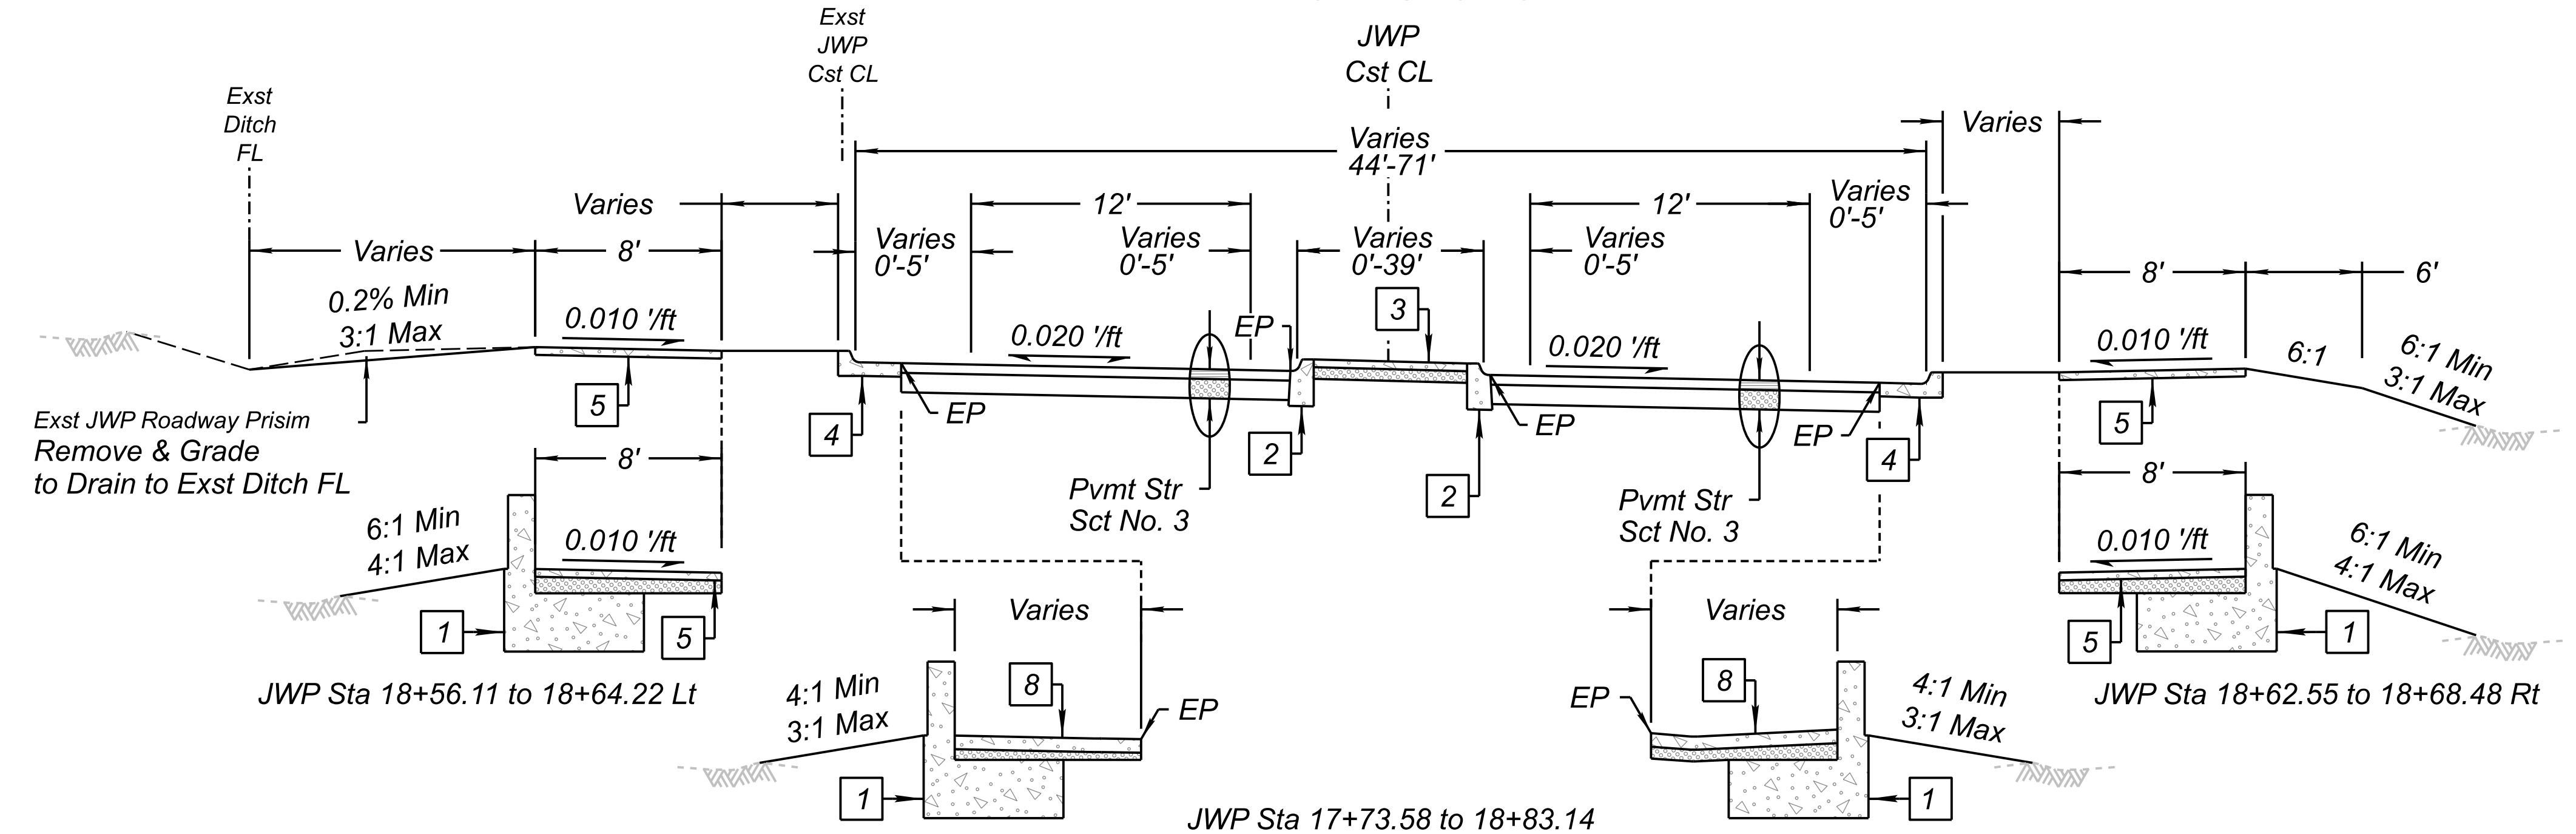 Exst
JWP
Cst CL
JWP
Cst CL
Exst
Ditch
FL
Varies
44'-71'
Varies
Varies
12'
12'
Varies
0'-5'
Varies
8'
Varies
0'-5'
Varies
0'-5'
Varies
0'-39'
Varies
0'-5'
8'
6'
0.2% Min
3:1 Max
0.010 '/ft
0.020 '/ft
EP
3
0.020 '/ft
0.010 '/ft
6:1
6:1 Min
3:1 Max
Exst JWP Roadway Prisim
Remove & Grade
to Drain to Exst Ditch FL
5
4
EP
2
2
EP
EP
4
5
Pvmt Str
Sct No. 3
Pvmt Str
Sct No. 3
8'
6:1 Min
4:1 Max
0.010 '/ft
1
5
JWP Sta 18+56.11 to 18+64.22 Lt
8'
0.010 '/ft
6:1 Min
4:1 Max
5
1
JWP Sta 18+62.55 to 18+68.48 Rt
Varies
4:1 Min
3:1 Max
8
EP
1
Varies
EP
8
4:1 Min
3:1 Max
1
JWP Sta 17+73.58 to 18+83.14